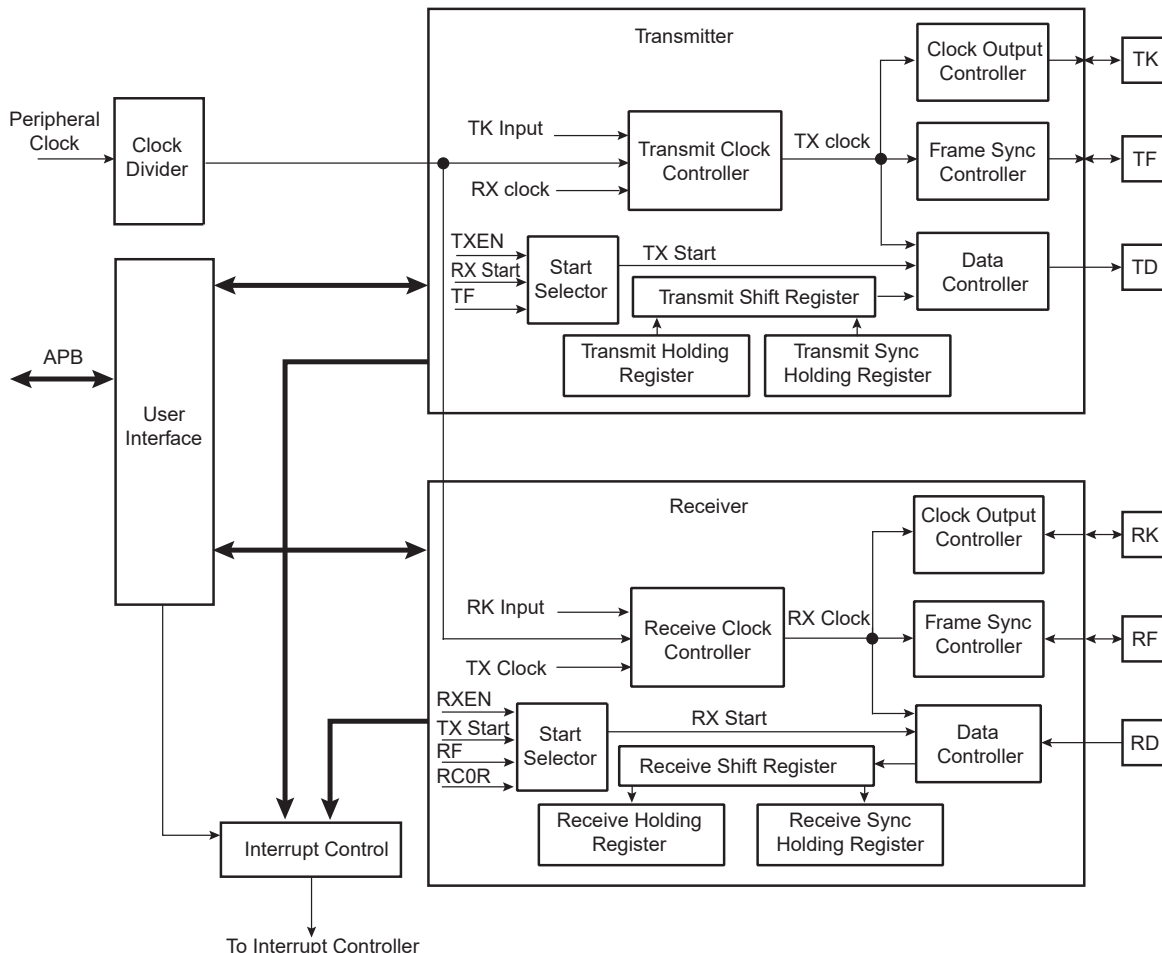 Transmitter
Clock Output
Controller
TK
Peripheral
Clock
Clock
Divider
TK Input
RX clock
Transmit Clock
Controller
TX clock
Frame Sync
Controller
TF
TXEN
RX Start
TF
Start
Selector
TX Start
Data
Controller
TD
Transmit Shift Register
Transmit Holding
Register
Transmit Sync
Holding Register
APB
User
Interface
Receiver
Clock Output
Controller
RK
RK Input
TX Clock
Receive Clock
Controller
RX Clock
Frame Sync
Controller
RF
RXEN
TX Start
RF
RC0R
Start
Selector
RX Start
Data
Controller
RD
Receive Shift Register
Receive Holding
Register
Receive Sync
Holding Register
Interrupt Control
To Interrupt Controller